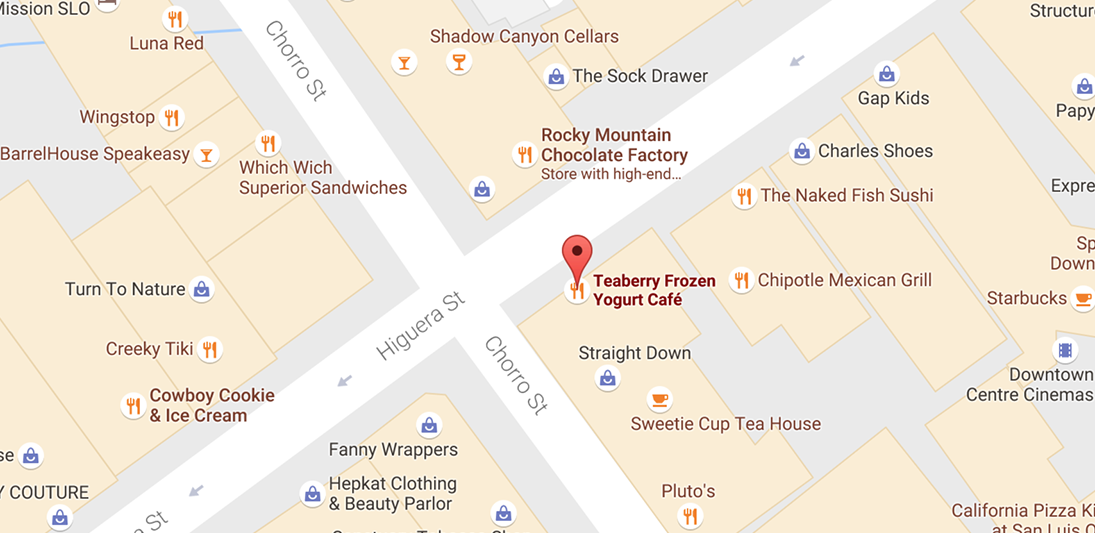 Mission SLO
Luna Red
Chorro St
Shadow Canyon Cellars
The Sock Drawer
Structur
Gap Kids
Papy
Wingstop
BarrelHouse Speakeasy
Which Wich
Superior Sandwiches
Rocky Mountain
Chocolate Factory
Store with high-end...
Charles Shoes
The Naked Fish Sushi
Expre
Sp
Down
Turn To Nature
Teaberry Frozen
Yogurt Café
Chipotle Mexican Grill
Starbucks
Higuera St
Creeky Tiki
Chorro St
Straight Down
Downtown
Centre Cinemas
Cowboy Cookie
& Ice Cream
Sweetie Cup Tea House
Fanny Wrappers
se
Y COUTURE
Hepkat Clothing
& Beauty Parlor
Pluto's
California Pizza Ki
at San Luis O
a St